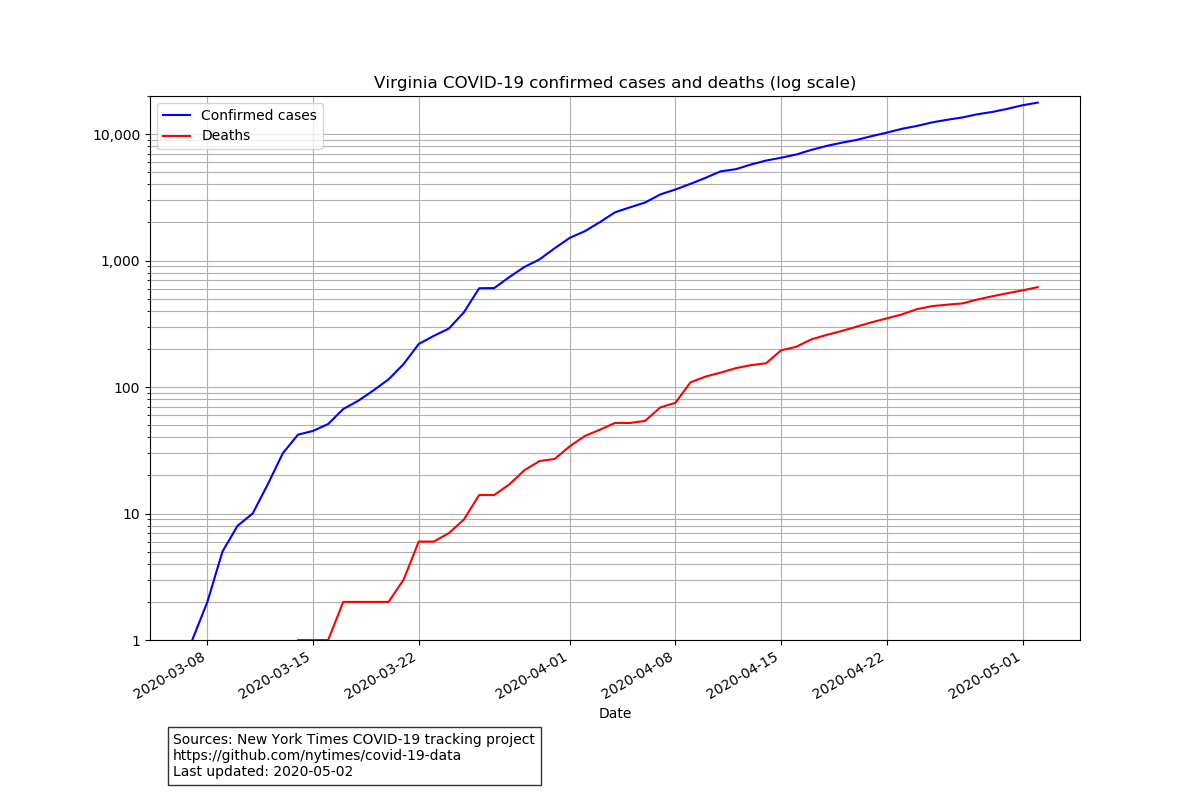 Virginia COVID-19 confirmed cases and deaths (log scale)
Confirmed cases
Deaths
10,000
1,000
100
10
1
2020-03-08
2020-03-15
2020-03-22
2020-04-01
2020-04-08
2020-04-15
2020-04-22
2020-05-01
Date
Sources: New York Times COVID-19 tracking project
https://github.com/nytimes/covid-19-data
Last updated: 2020-05-02